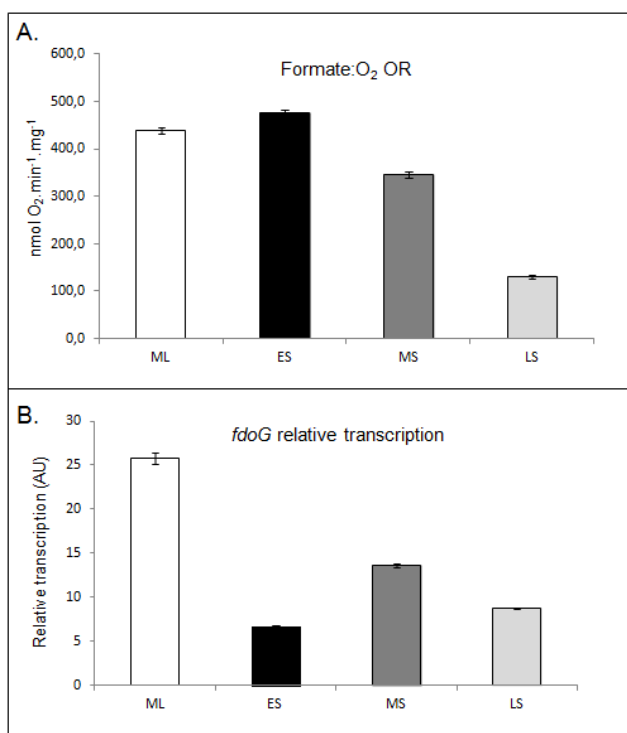 A.
Formate:O₂ OR
nmol O₂.min⁻¹.mg⁻¹
600,0
500,0
400,0
300,0
200,0
100,0
0,0
ML ES MS LS
B.
fdoG relative transcription
Relative transcription (AU)
30
25
20
15
10
5
0
ML ES MS LS